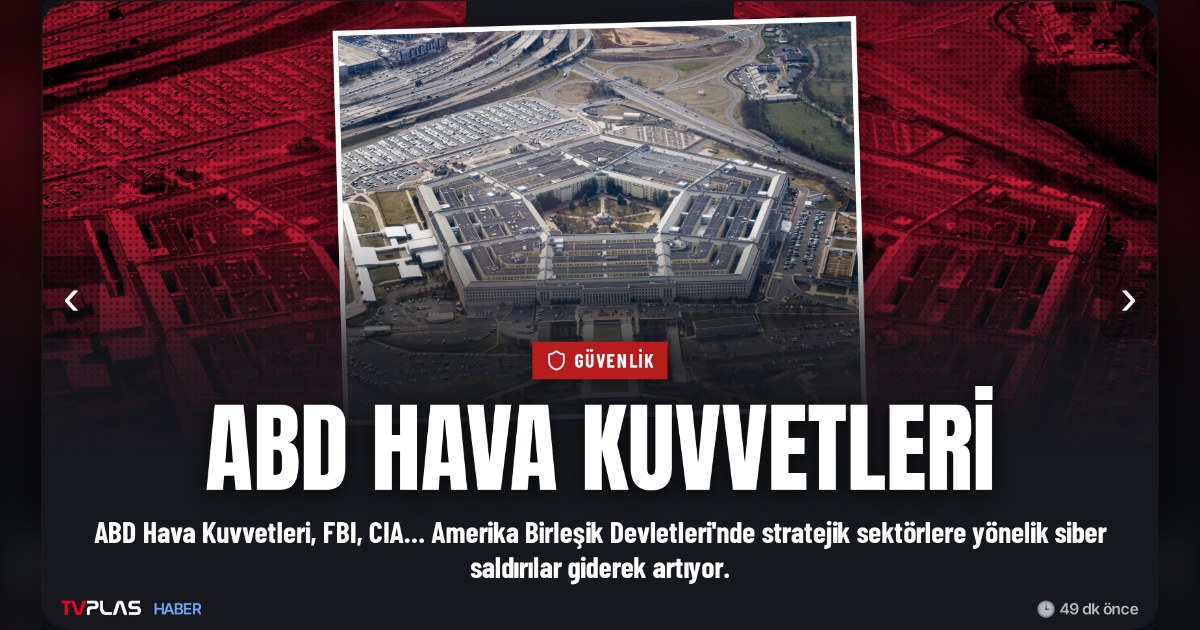 GÜVENLİK
ABD HAVA KUVVETLERİ
ABD Hava Kuvvetleri, FBI, CIA... Amerika Birleşik Devletleri'nde stratejik sektörlere yönelik siber
saldırılar giderek artıyor.
TVPLAS HABER
49 dk önce